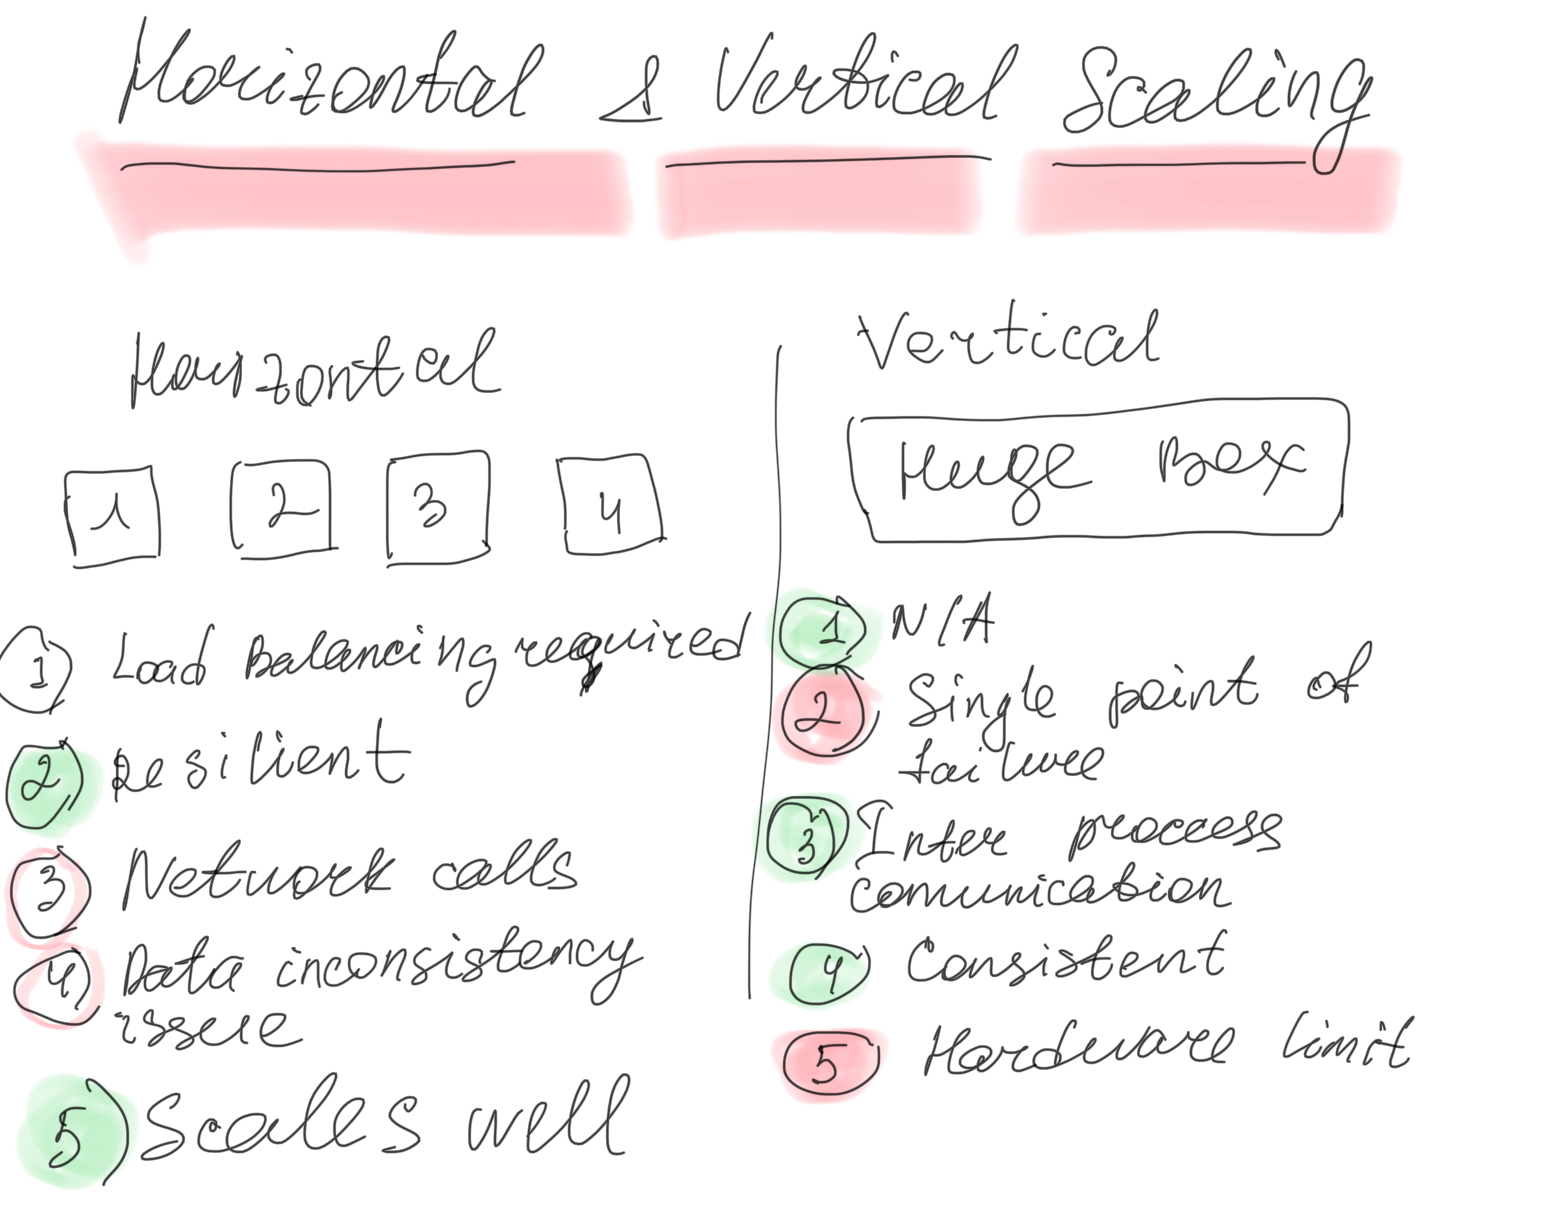 Horizontal & Vertical Scaling
Horizontal
1 2 3 4
1 Load Balancing required
2 Resilient
3 Network calls
4 Data inconsistency
issue
5 Scales well
Vertical
Huge Box
1 N/A
2 Single point of
failure
3 Inter proccess
comunication
4 Consistent
5 Hardware limit